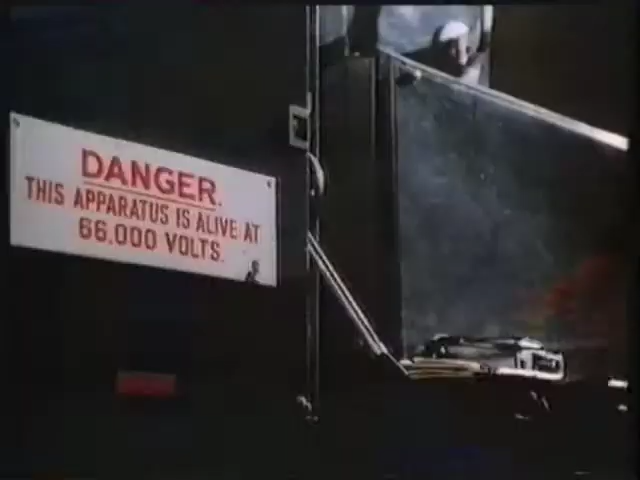 DANGER.
THIS APPARATUS IS ALIVE AT
66.000 VOLTS.